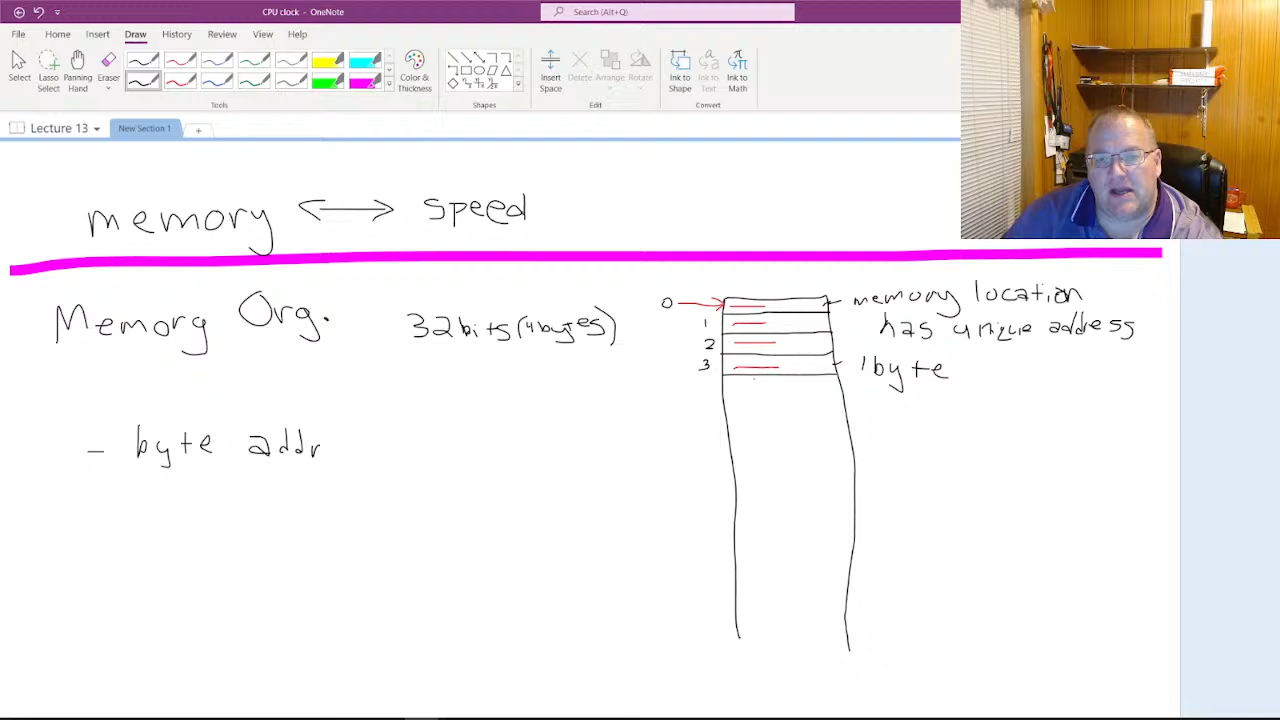 CPU clock - OneNote
Search (Alt+Q)
File Home Insert Draw History Review View Help
Select
Lasso Select
Panning Hand
Eraser
Color & Thickness
Insert Space
Delete
Arrange
Rotate
Ink to Shape
Ink to Text
Ink to Math
Tools
Shapes
Edit
Convert
Lecture 13
New Section 1
+
memory ↔ speed
Memory Org.
32 bits (4 bytes)
0
1
2
3
memory location
has unique address
1 byte
- byte addr